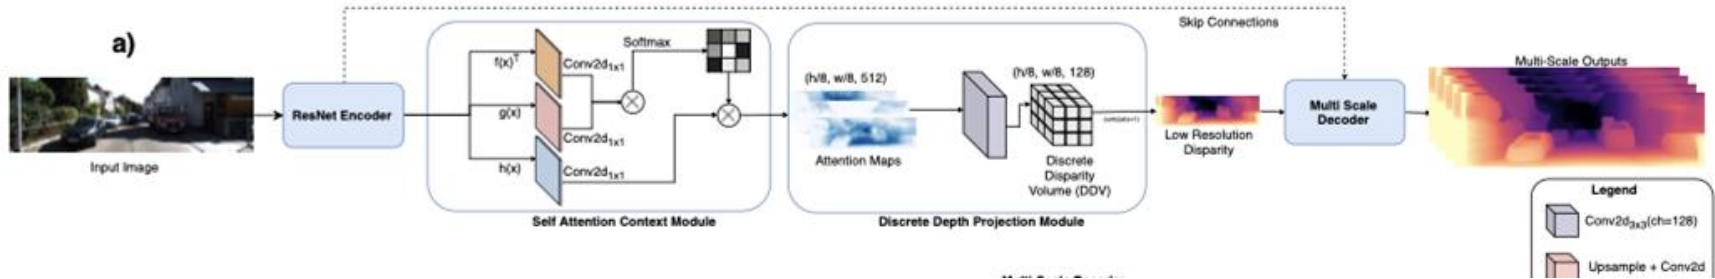 a)
Skip Connections
Input Image
ResNet Encoder
f(x)ᵀ
Conv2d1x1
g(x)
Conv2d1x1
h(x)
Conv2d1x1
Softmax
Self Attention Context Module
(h/8, w/8, 512)
Attention Maps
(h/8, w/8, 128)
Discrete
Disparity
Volume (DDV)
Discrete Depth Projection Module
Low Resolution
Disparity
Multi Scale
Decoder
Multi-Scale Outputs
Legend
Conv2d3x3(ch=128)
Upsample + Conv2d